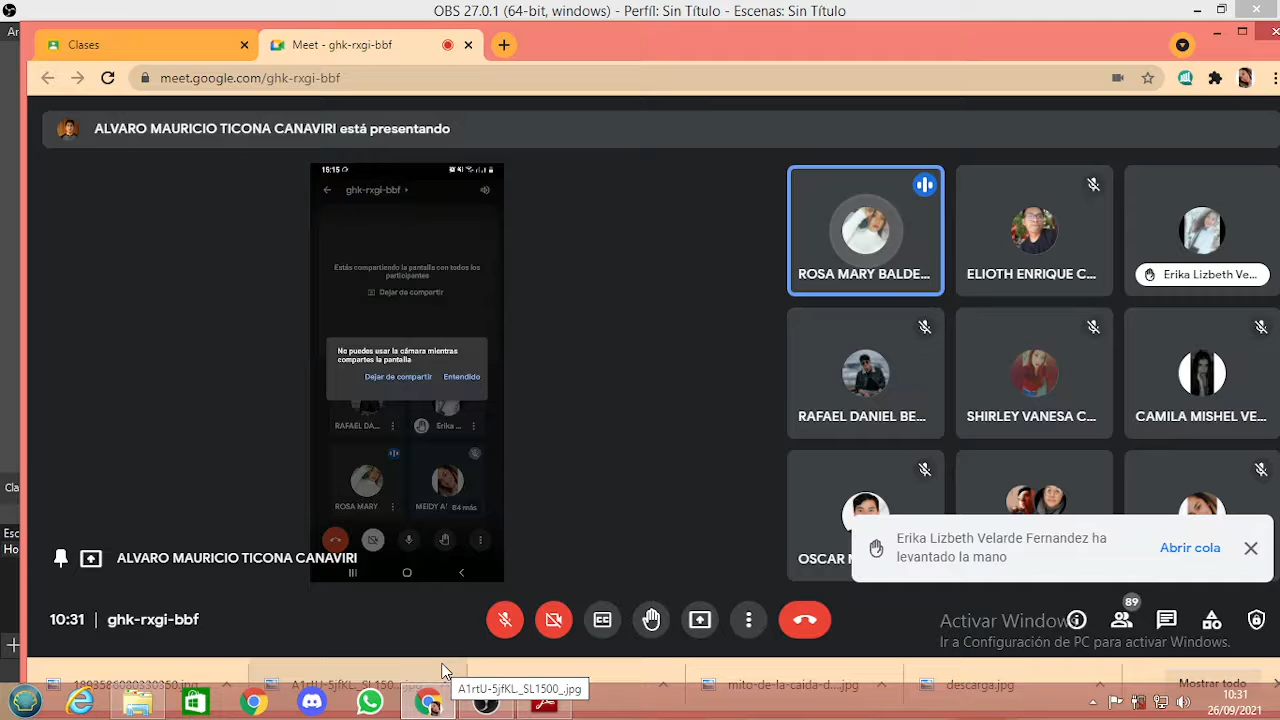 OBS 27.0.1 (64-bit, windows) - Perfil: Sin Título - Escenas: Sin Título
Clases
Meet - ghk-rxgi-bbf
meet.google.com/ghk-rxgi-bbf
ALVARO MAURICIO TICONA CANAVIRI está presentando
ghk-rxgi-bbf
Estás compartiendo la pantalla con todos los
participantes
Dejar de compartir
No puedes usar la cámara mientras
compartes la pantalla
Dejar de compartir
Entendido
RAFAEL DA...
Erika ...
ROSA MARY
84 más
ROSA MARY BALDE...
ELIOTH ENRIQUE C...
Erika Lizbeth Ve...
RAFAEL DANIEL BE...
SHIRLEY VANESA C...
CAMILA MISHEL VE...
OSCAR
Erika Lizbeth Velarde Fernandez ha
levantado la mano
Abrir cola
ALVARO MAURICIO TICONA CANAVIRI
10:31
ghk-rxgi-bbf
89
Activar Windows
Ir a Configuración de PC para activar Windows.
A1rtU-5jfKL_SL1500_.jpg
mito-de-la-caida-d....jpg
descarga.jpg
Mostrar todo
10:31
26/09/2021